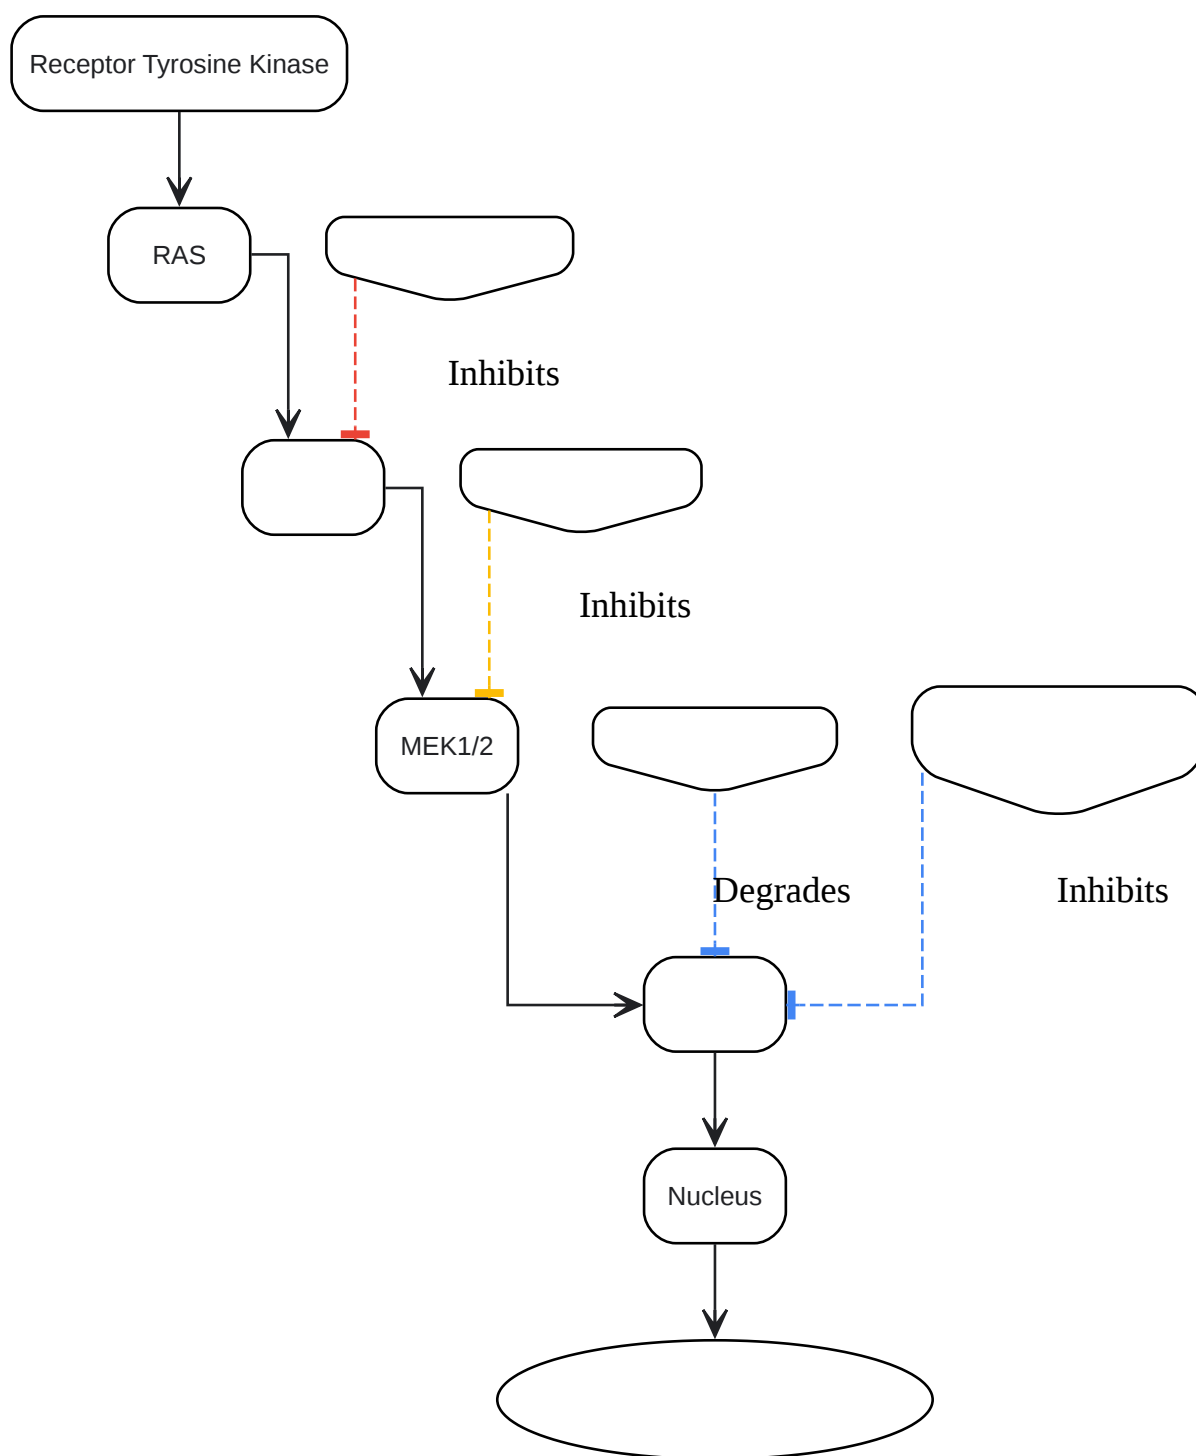 Receptor Tyrosine Kinase
RAS
Inhibits
Inhibits
MEK1/2
Degrades
Inhibits
Nucleus